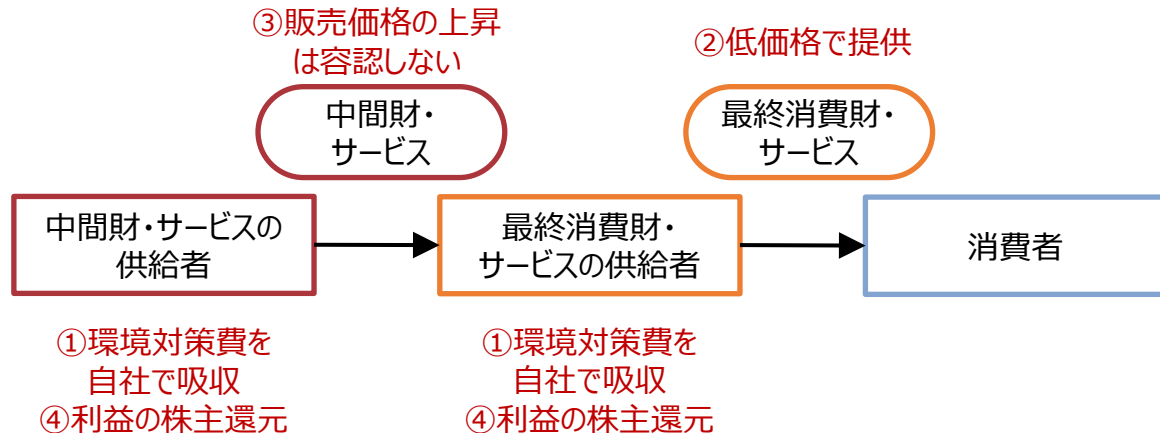 ③販売価格の上昇
は容認しない
②低価格で提供
中間財・
サービス
最終消費財・
サービス
中間財・サービスの
供給者
最終消費財・
サービスの供給者
消費者
①環境対策費を
自社で吸収
④利益の株主還元
①環境対策費を
自社で吸収
④利益の株主還元